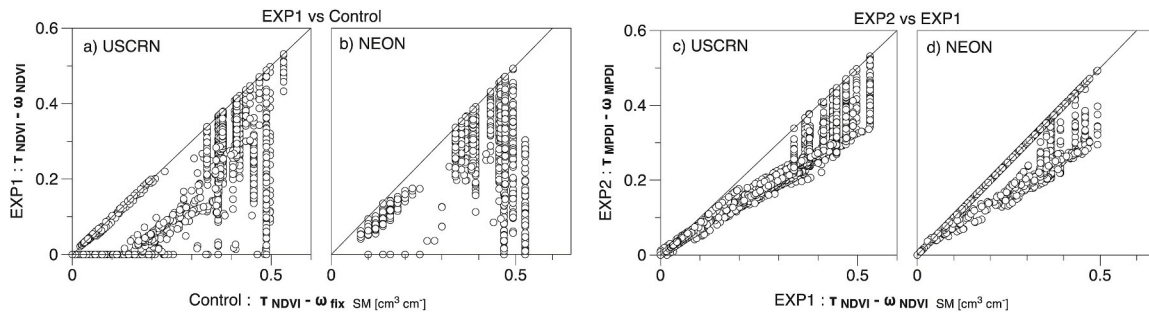 EXP1 vs Control
EXP2 vs EXP1
a) USCRN
b) NEON
c) USCRN
d) NEON
0.6
0.4
0.2
0
EXP1 : τ NDVI - ω NDVI
0 0.5 0 0.5
Control : τ NDVI - ω fix SM [cm³ cm⁻]
0.6
0.4
0.2
0
EXP2 : τ MPDI - ω MPDI
0 0.5 0 0.5
EXP1 : τ NDVI - ω NDVI SM [cm³ cm⁻]